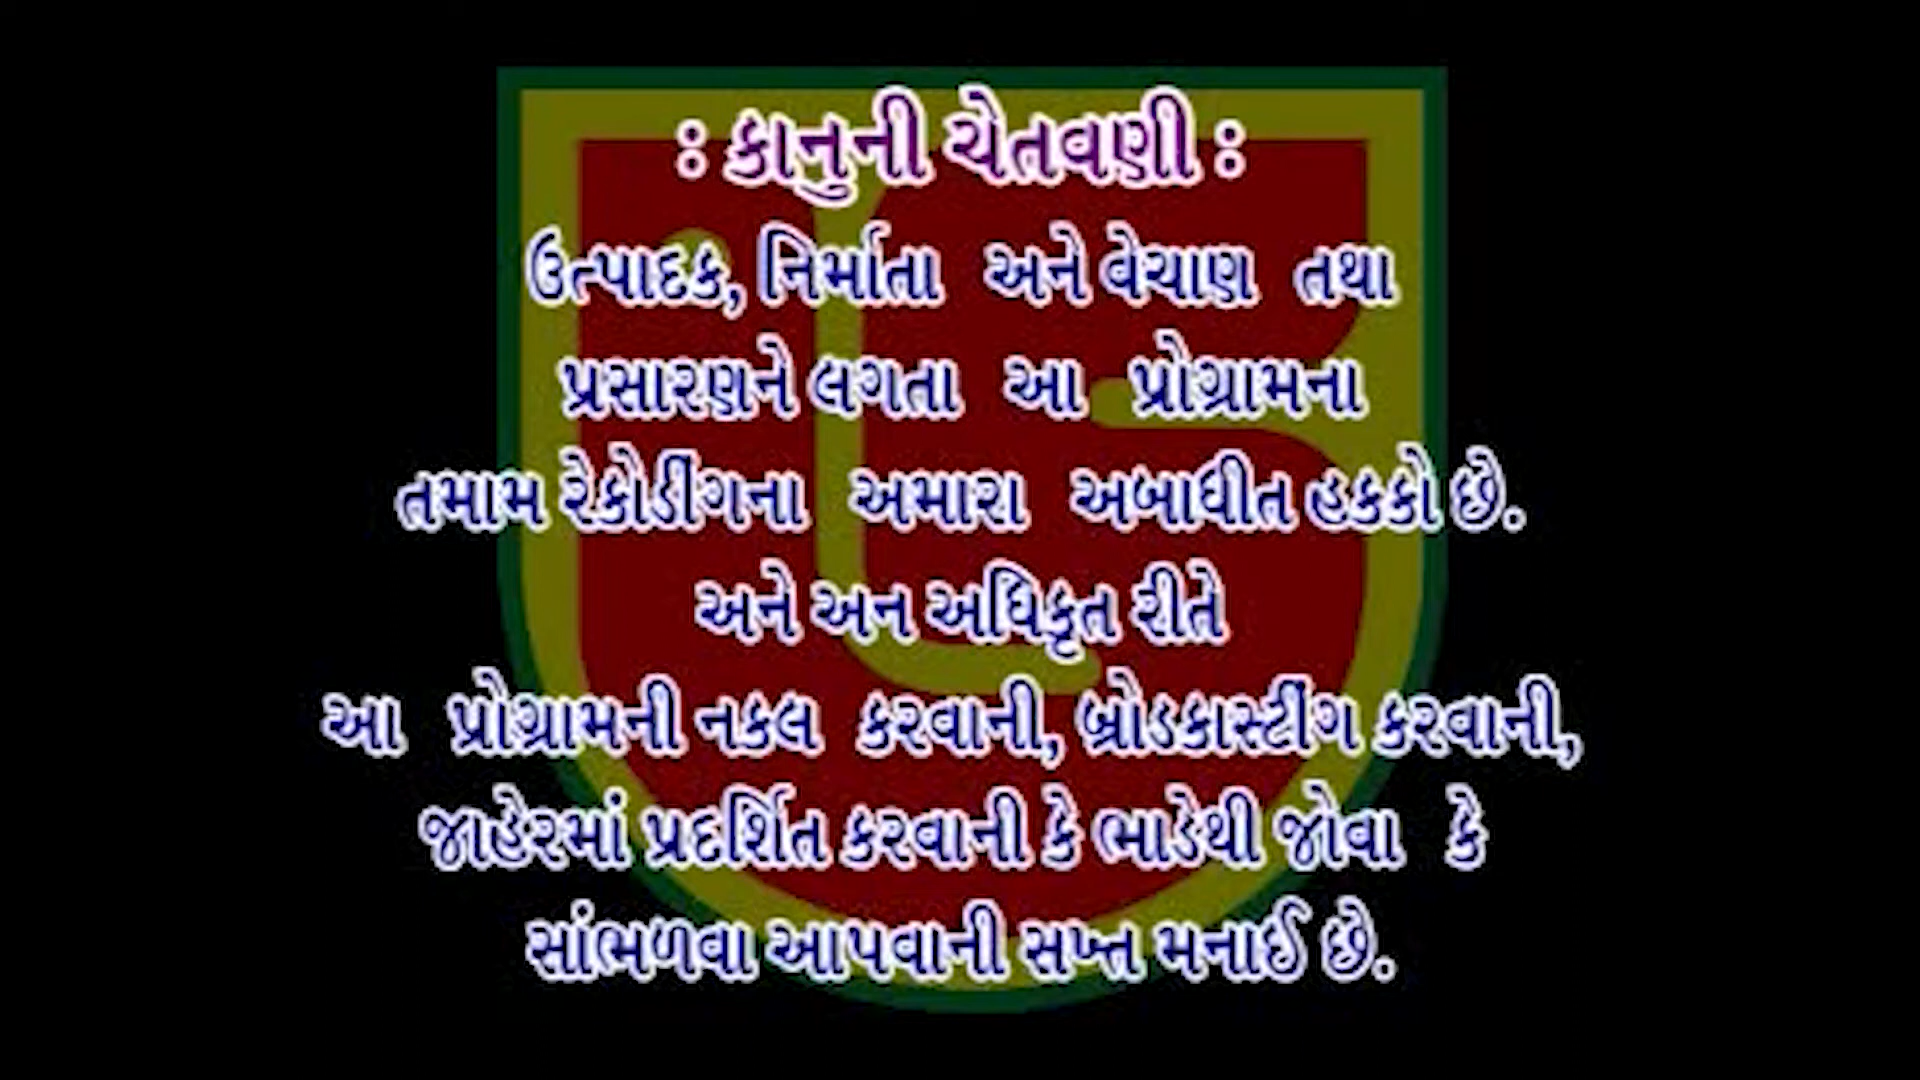 : કાનુની ચેતવણી :
ઉત્પાદક, નિર્માતા અને વેચાણ તથા
પ્રસારણને લગતા આ પ્રોગ્રામના
તમામ રેકોર્ડીંગના અમારા અબાધીત હકકો છે.
અને અન અધિકૃત રીતે
આ પ્રોગ્રામની નકલ કરવાની, બ્રોડકાસ્ટીંગ કરવાની,
જાહેરમાં પ્રદર્શિત કરવાની કે ભાડેથી જોવા કે
સાંભળવા આપવાની સખ્ત મનાઈ છે.